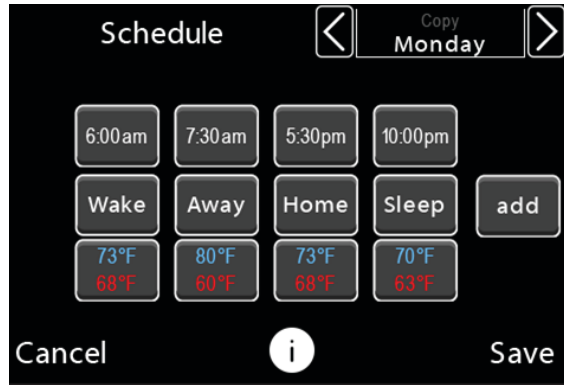 Schedule
Copy
Monday
6:00am 7:30am 5:30pm 10:00pm
Wake Away Home Sleep add
73°F 80°F 73°F 70°F
68°F 60°F 68°F 63°F
Cancel i Save